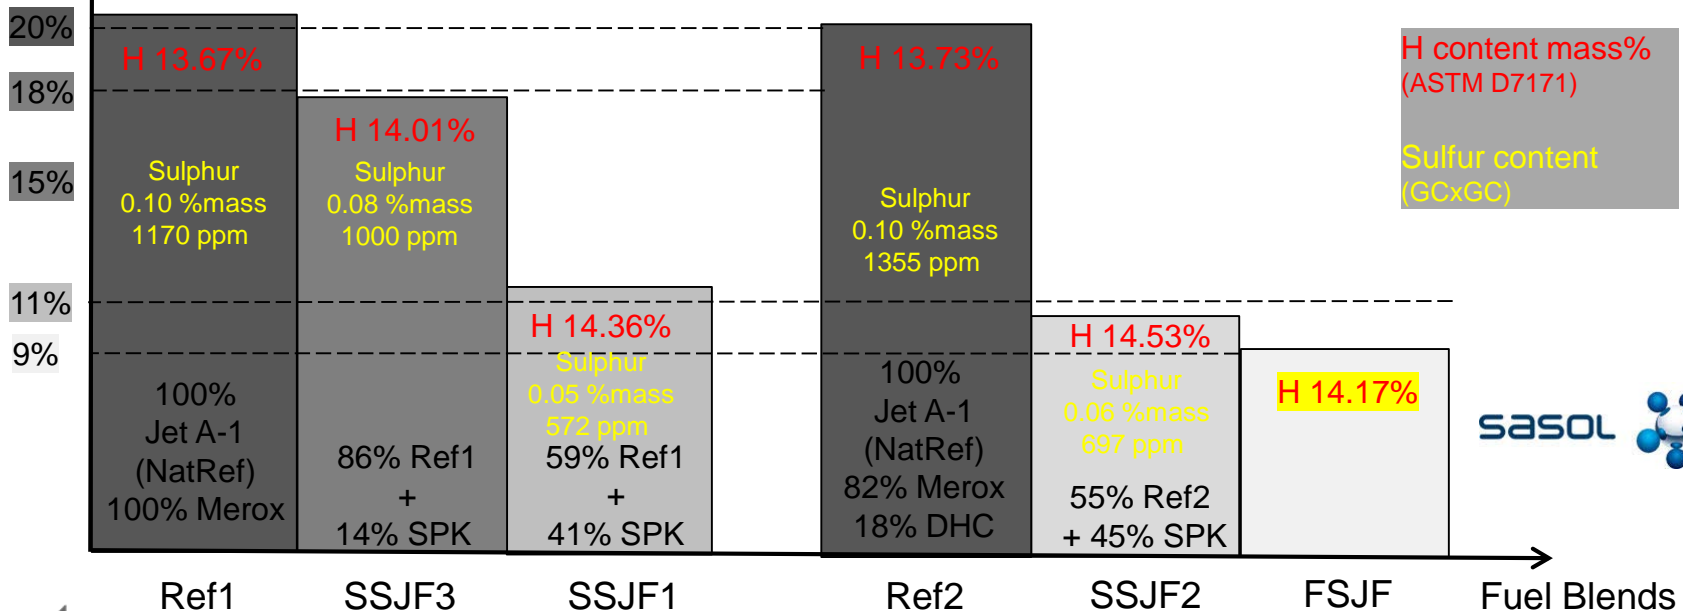 20%
18%
15%
11%
9%
H 13.67%
Sulphur
0.10 %mass
1170 ppm
100%
Jet A-1
(NatRef)
100% Merox
H 14.01%
Sulphur
0.08 %mass
1000 ppm
86% Ref1
+
14% SPK
H 14.36%
Sulphur
0.05 %mass
572 ppm
59% Ref1
+
41% SPK
H 13.73%
Sulphur
0.10 %mass
1355 ppm
100%
Jet A-1
(NatRef)
82% Merox
18% DHC
H 14.53%
Sulphur
0.06 %mass
697 ppm
55% Ref2
+ 45% SPK
H 14.17%
H content mass%
(ASTM D7171)
Sulfur content
(GCxGC)
sasol
Ref1
SSJF3
SSJF1
Ref2
SSJF2
FSJF
Fuel Blends